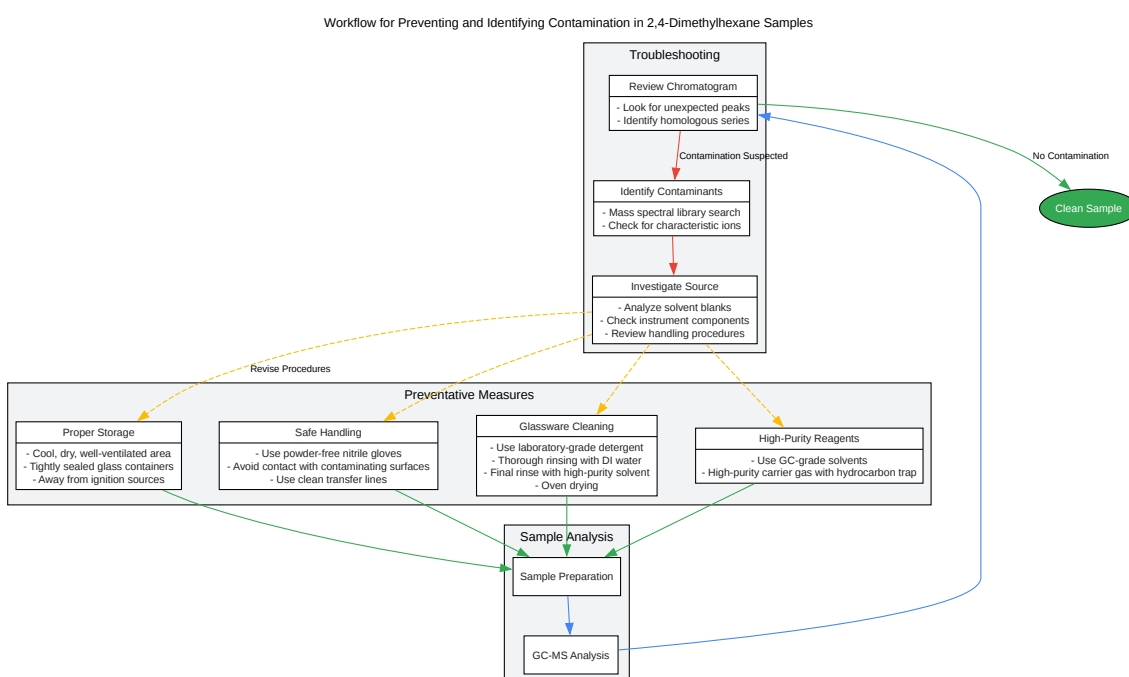 Workflow for Preventing and Identifying Contamination in 2,4-Dimethylhexane Samples
Troubleshooting
Review Chromatogram
- Look for unexpected peaks
- Identify homologous series
No Contamination
Contamination Suspected
Clean Sample
Identify Contaminants
- Mass spectral library search
- Check for characteristic ions
Investigate Source
- Analyze solvent blanks
- Check instrument components
- Review handling procedures
Revise Procedures
Preventative Measures
Proper Storage
- Cool, dry, well-ventilated area
- Tightly sealed glass containers
- Away from ignition sources
Safe Handling
- Use powder-free nitrile gloves
- Avoid contact with contaminating surfaces
- Use clean transfer lines
Glassware Cleaning
- Use laboratory-grade detergent
- Thorough rinsing with DI water
- Final rinse with high-purity solvent
- Oven drying
High-Purity Reagents
- Use GC-grade solvents
- High-purity carrier gas with hydrocarbon trap
Sample Analysis
Sample Preparation
GC-MS Analysis